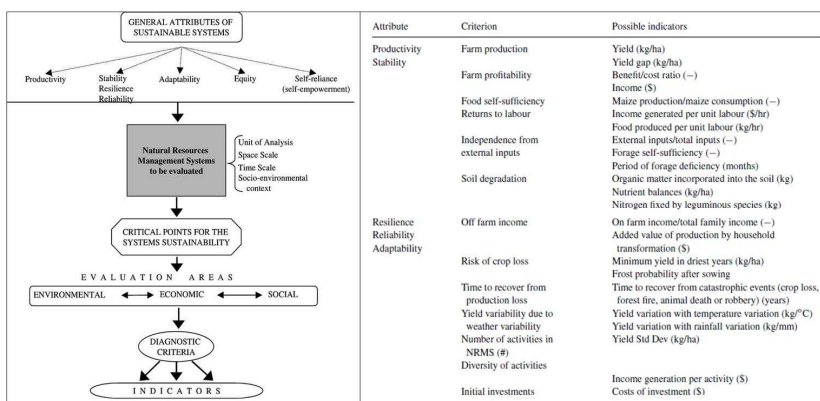 GENERAL ATTRIBUTES OF
SUSTAINABLE SYSTEMS
Productivity
Stability
Resilience
Reliability
Adaptability
Equity
Self-reliance
(self-empowerment)
Natural Resources
Management Systems
to be evaluated
Unit of Analysis
Space Scale
Time Scale
Socio-environmental
context
CRITICAL POINTS FOR THE
SYSTEMS SUSTAINABILITY
EVALUATION AREAS
ENVIRONMENTAL ECONOMIC SOCIAL
DIAGNOSTIC
CRITERIA
INDICATORS
Attribute Criterion Possible indicators
Productivity Farm production Yield (kg/ha)
Stability Yield gap (kg/ha)
Farm profitability Benefit/cost ratio (−)
Income ($)
Food self-sufficiency Maize production/maize consumption (−)
Returns to labour Income generated per unit labour ($/hr)
Food produced per unit labour (kg/hr)
Independence from External inputs/total inputs (−)
external inputs Forage self-sufficiency (−)
Period of forage deficiency (months)
Soil degradation Organic matter incorporated into the soil (kg)
Nutrient balances (kg/ha)
Nitrogen fixed by leguminous species (kg)
Resilience Off farm income On farm income/total family income (−)
Reliability Added value of production by household
Adaptability transformation ($)
Risk of crop loss Minimum yield in driest years (kg/ha)
Frost probability after sowing
Time to recover from Time to recover from catastrophic events (crop loss,
production loss forest fire, animal death or robbery) (years)
Yield variability due to Yield variation with temperature variation (kg/°C)
weather variability Yield variation with rainfall variation (kg/mm)
Number of activities in Yield Std Dev (kg/ha)
NRMS (#)
Diversity of activities
Income generation per activity ($)
Initial investments Costs of investment ($)